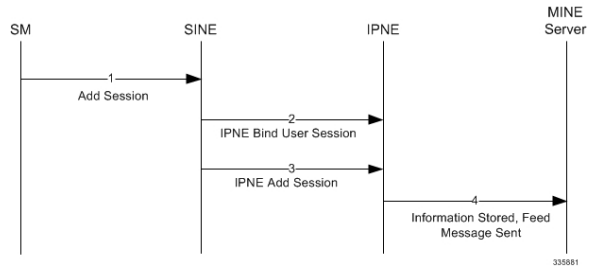 SM
SINE
IPNE
MINE
Server
1
Add Session
2
IPNE Bind User Session
3
IPNE Add Session
4
Information Stored, Feed
Message Sent
335881